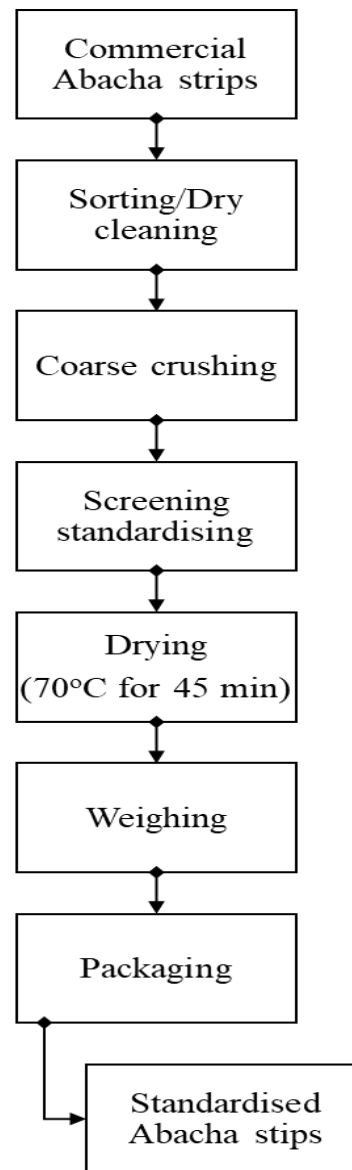 Commercial
Abacha strips
Sorting/Dry
cleaning
Coarse crushing
Screening
standardising
Drying
(70°C for 45 min)
Weighing
Packaging
Standardised
Abacha stips